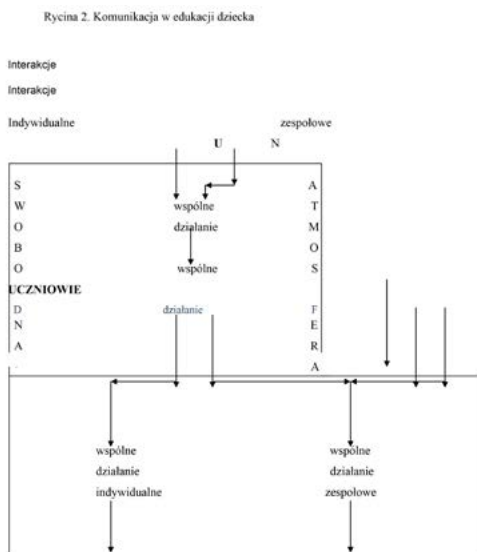 Rycina 2. Komunikacja w edukacji dziecka
Interakcje
Interakcje
Indywidualne zespołowe
U N
S A
W wspólne T
O działanie M
B O
O wspólne S
UCZNIOWIE
D działanie F
N E
A R
A
wspólne wspólne
działanie działanie
indywidualne zespołowe